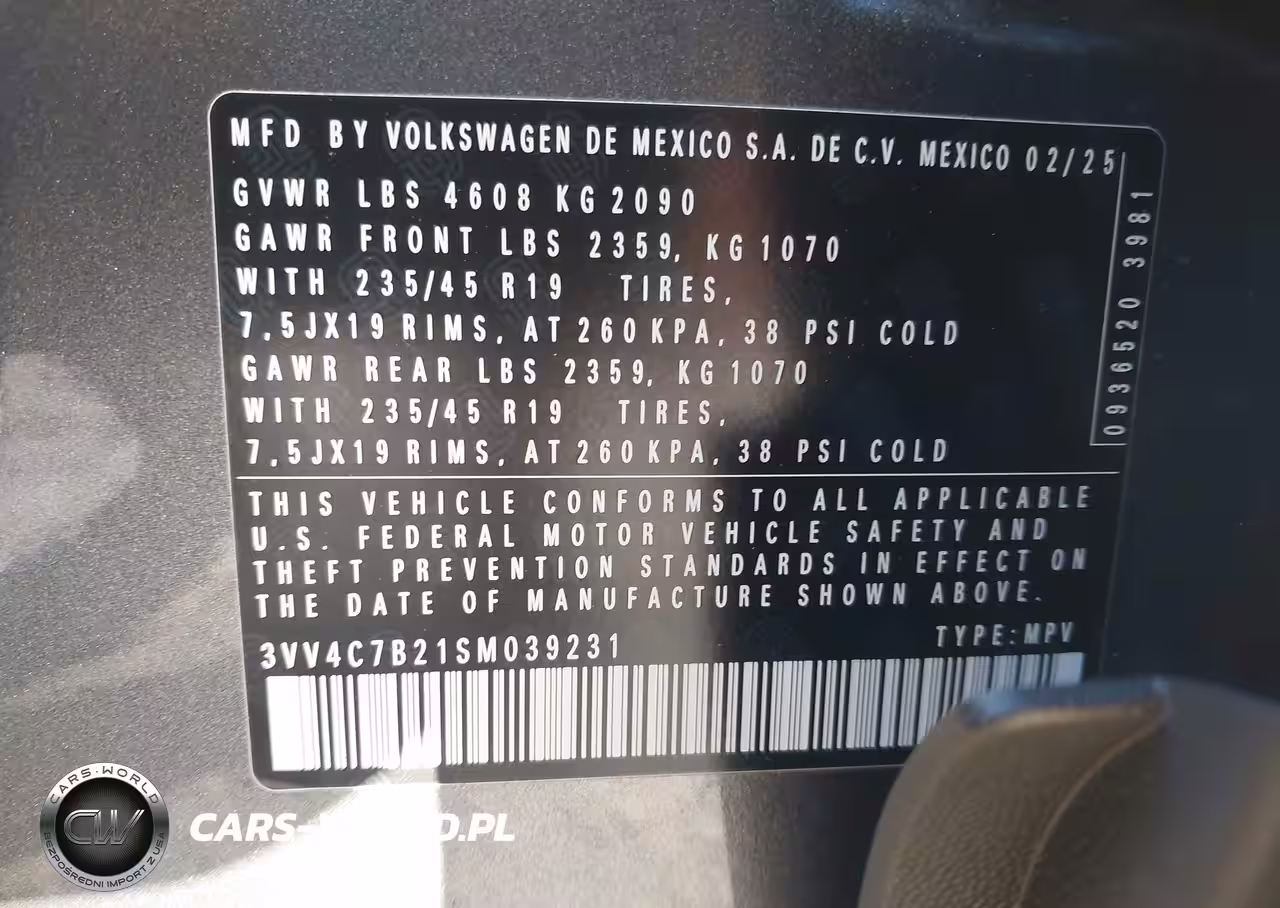 MFD BY VOLKSWAGEN DE MEXICO S.A. DE C.V. MEXICO 02/25
GVWR LBS 4608 KG 2090
GAWR FRONT LBS 2359, KG 1070
WITH 235/45 R19 TIRES,
7,5JX19 RIMS, AT 260 KPA, 38 PSI COLD
GAWR REAR LBS 2359, KG 1070
WITH 235/45 R19 TIRES,
7,5JX19 RIMS, AT 260 KPA, 38 PSI COLD
0936520 3981
THIS VEHICLE CONFORMS TO ALL APPLICABLE
U.S. FEDERAL MOTOR VEHICLE SAFETY AND
THEFT PREVENTION STANDARDS IN EFFECT ON
THE DATE OF MANUFACTURE SHOWN ABOVE.
3VV4C7B21SM039231 TYPE:MPV
CARS-WORLD
CW
BEZPOŚREDNI IMPORT Z USA
CARS-WORLD.PL